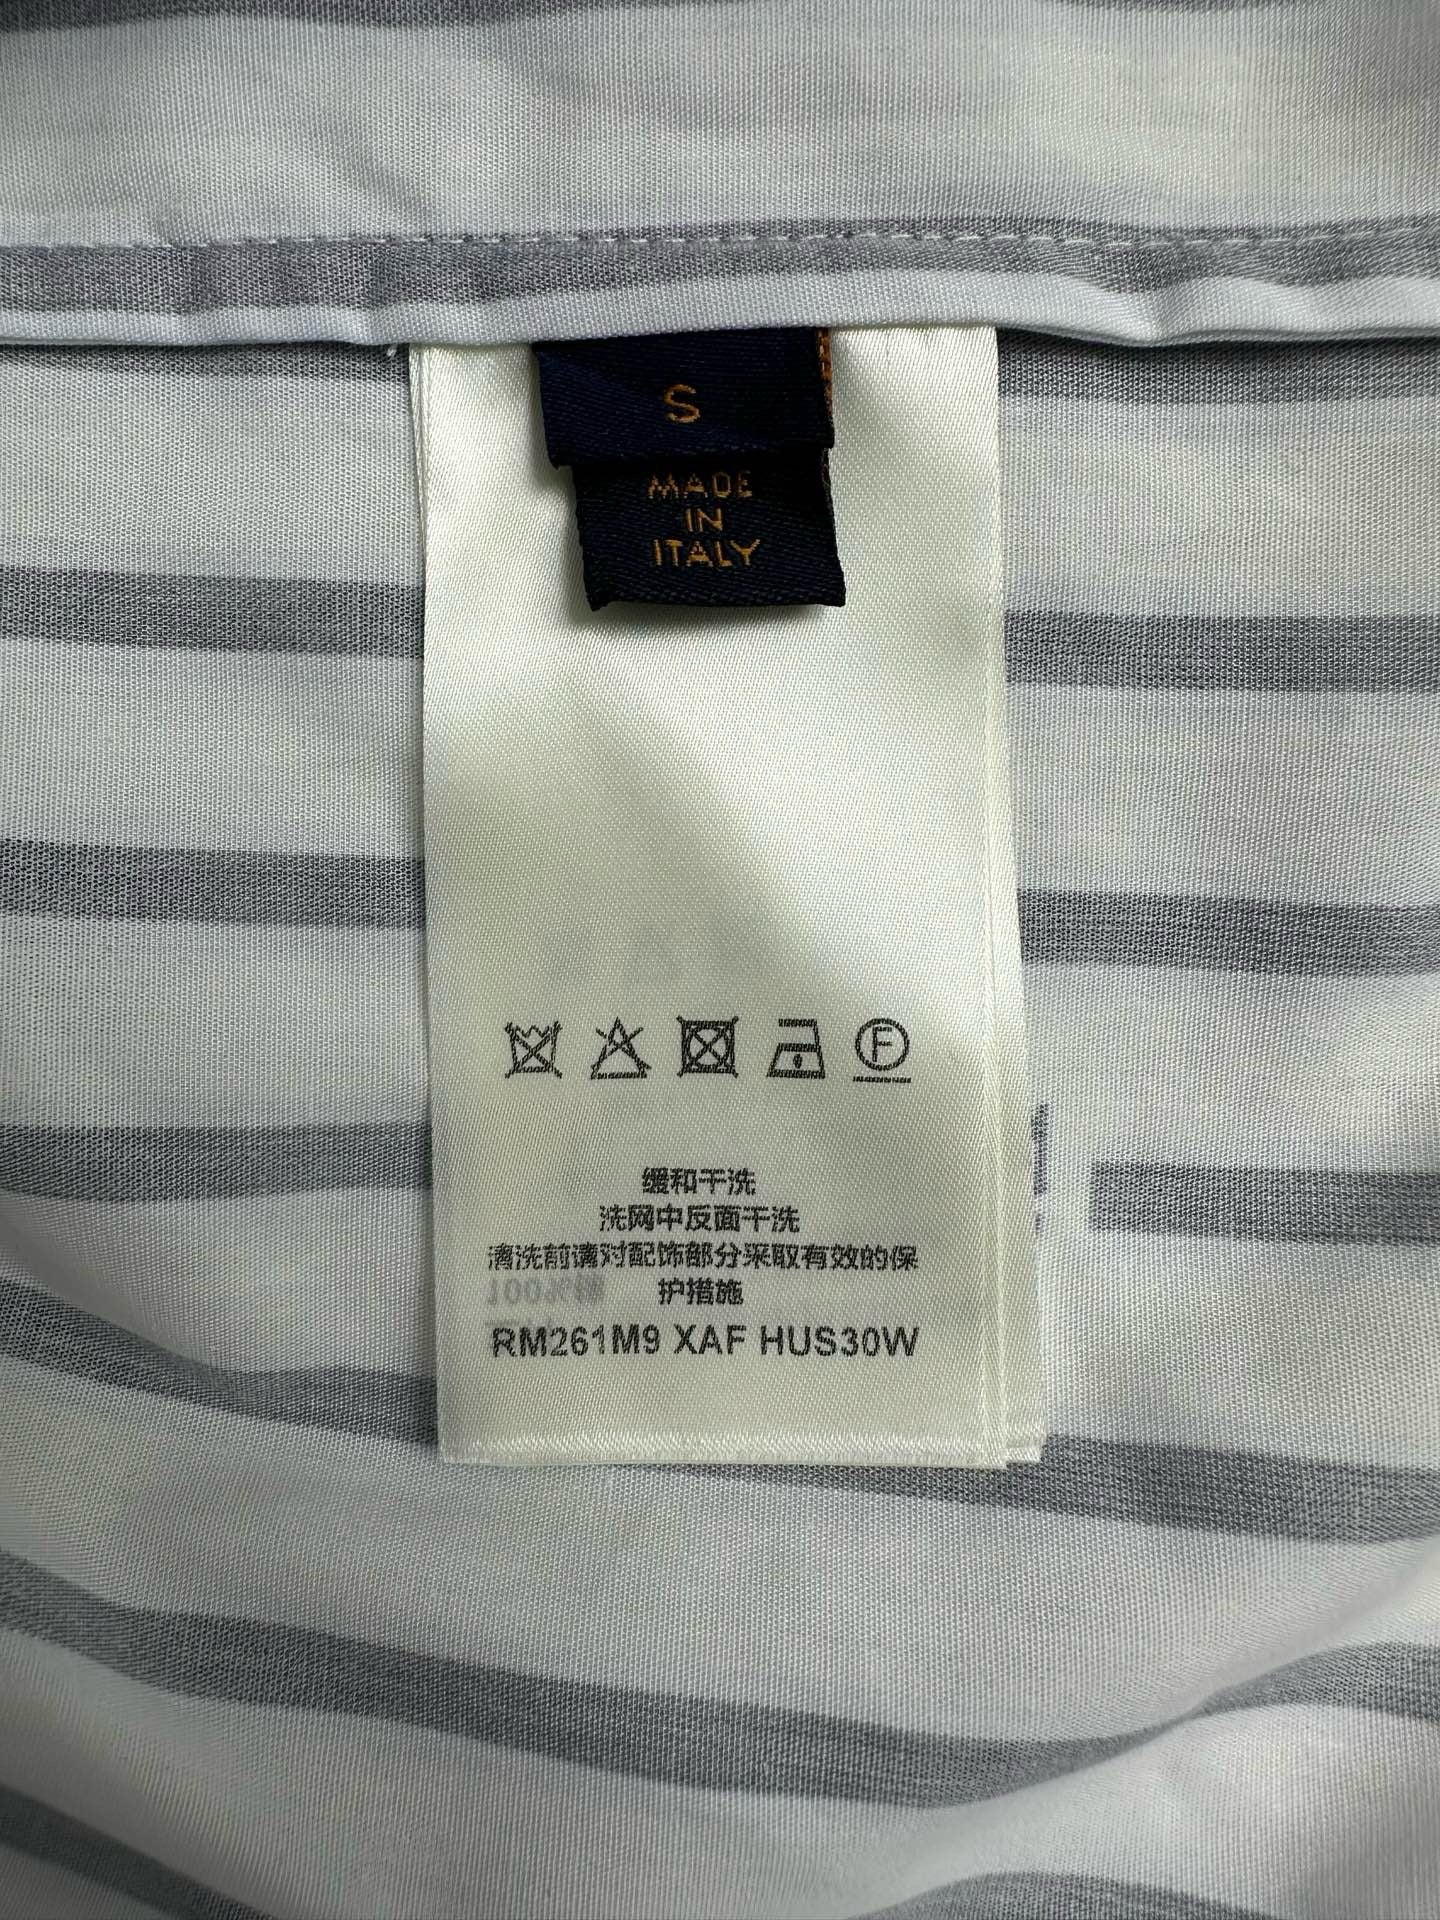 S
MADE
IN
ITALY
F
缓和干洗
洗网中反面干洗
清洗前请对配饰部分采取有效的保
护措施
RM261M9 XAF HUS30W